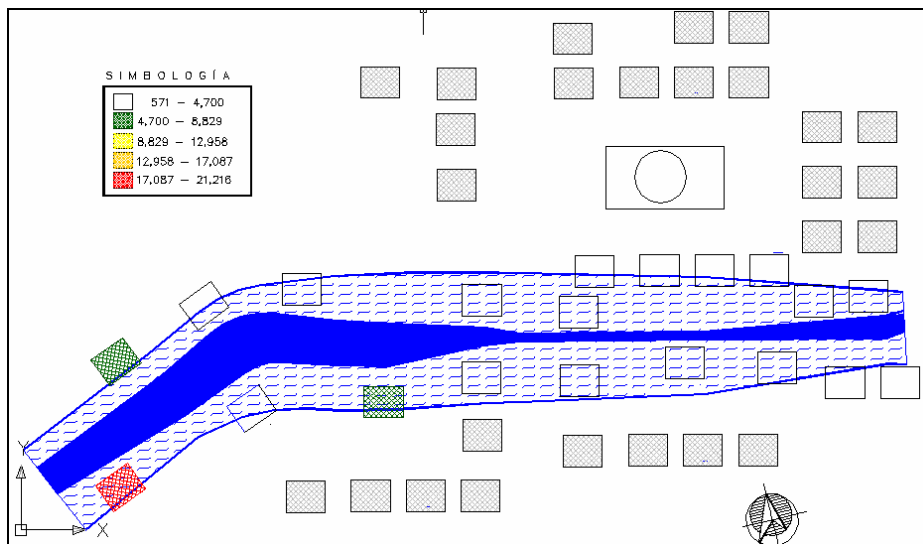 SIMBOLOGÍA
571 – 4,700
4,700 – 8,829
8,829 – 12,958
12,958 – 17,087
17,087 – 21,216
Y
X